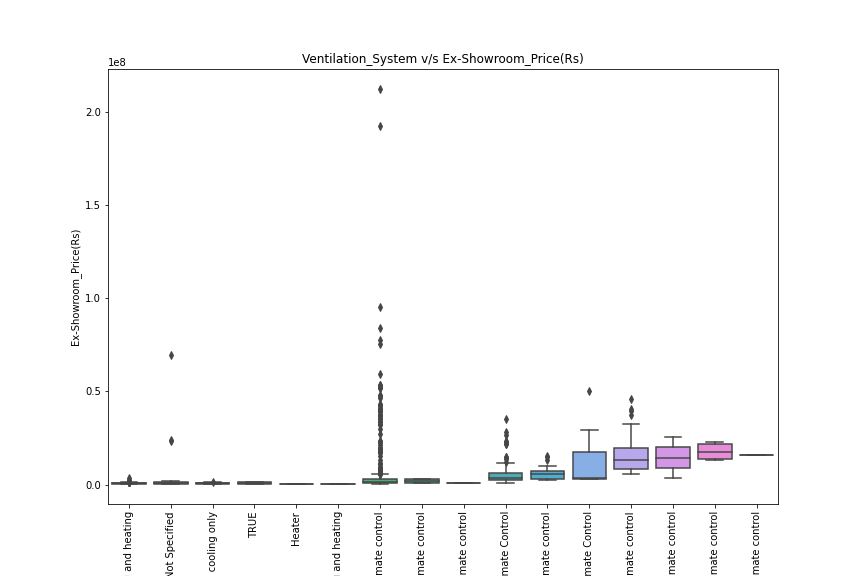 Ventilation_System v/s Ex-Showroom_Price(Rs)
1e8
2.0
1.5
1.0
0.5
0.0
Ex-Showroom_Price(Rs)
and heating
Not Specified
cooling only
TRUE
Heater
and heating
mate control
mate control
mate control
mate Control
mate control
mate Control
mate control
mate control
mate control
mate control